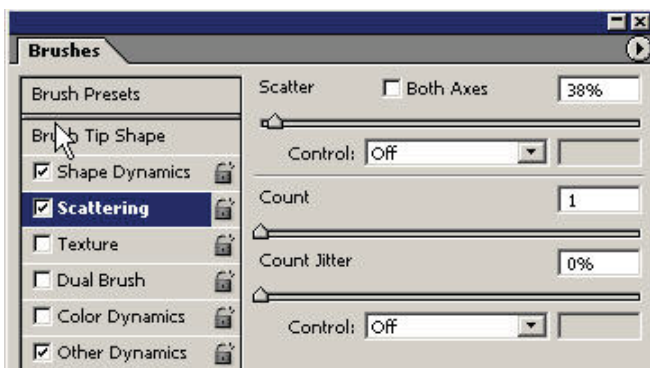 Brushes
Brush Presets
Brush Tip Shape
Shape Dynamics
Scattering
Texture
Dual Brush
Color Dynamics
Other Dynamics
Scatter Both Axes 38%
Control: Off
Count 1
Count Jitter 0%
Control: Off